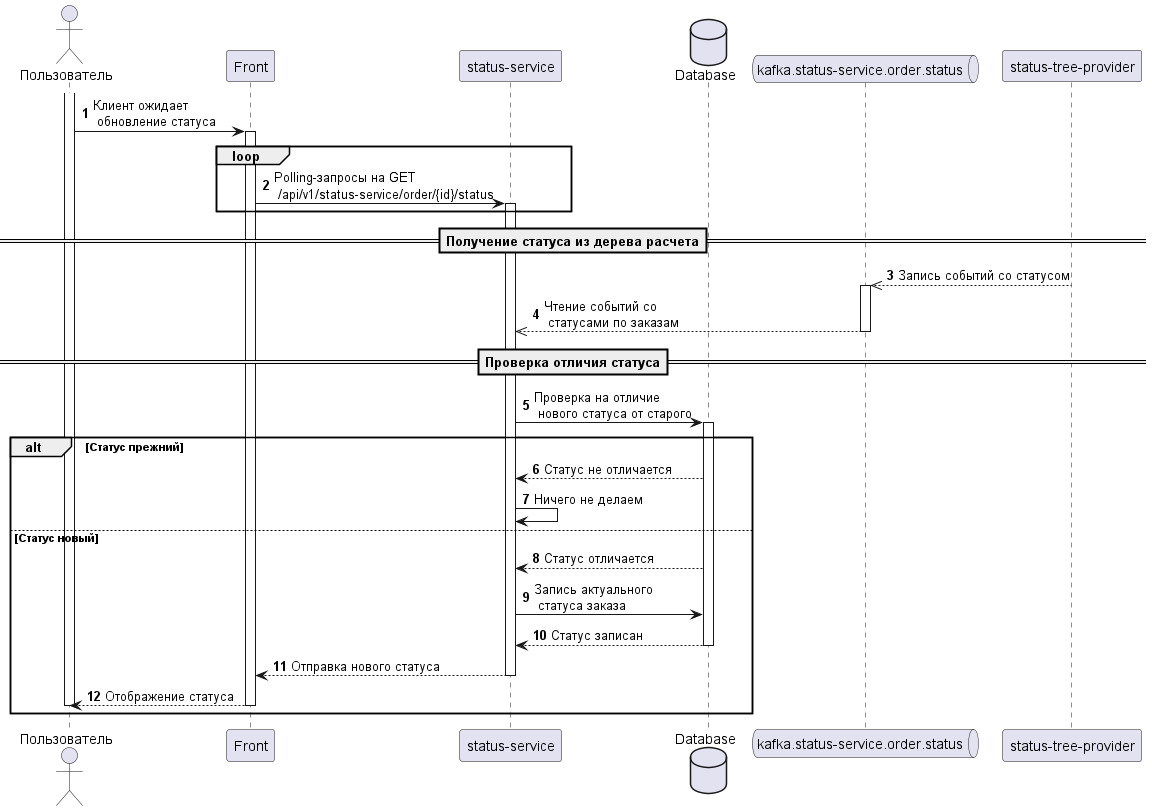 Пользователь
Front
status-service
Database
kafka.status-service.order.status
status-tree-provider
1 Клиент ожидает
обновление статуса
loop
2 Polling-запросы на GET
/api/v1/status-service/order/{id}/status
Получение статуса из дерева расчета
3 Запись событий со статусом
4 Чтение событий со
статусами по заказам
Проверка отличия статуса
5 Проверка на отличие
нового статуса от старого
alt [Статус прежний]
6 Статус не отличается
7 Ничего не делаем
[Статус новый]
8 Статус отличается
9 Запись актуального
статуса заказа
10 Статус записан
11 Отправка нового статуса
12 Отображение статуса
Пользователь
Front
status-service
Database
kafka.status-service.order.status
status-tree-provider